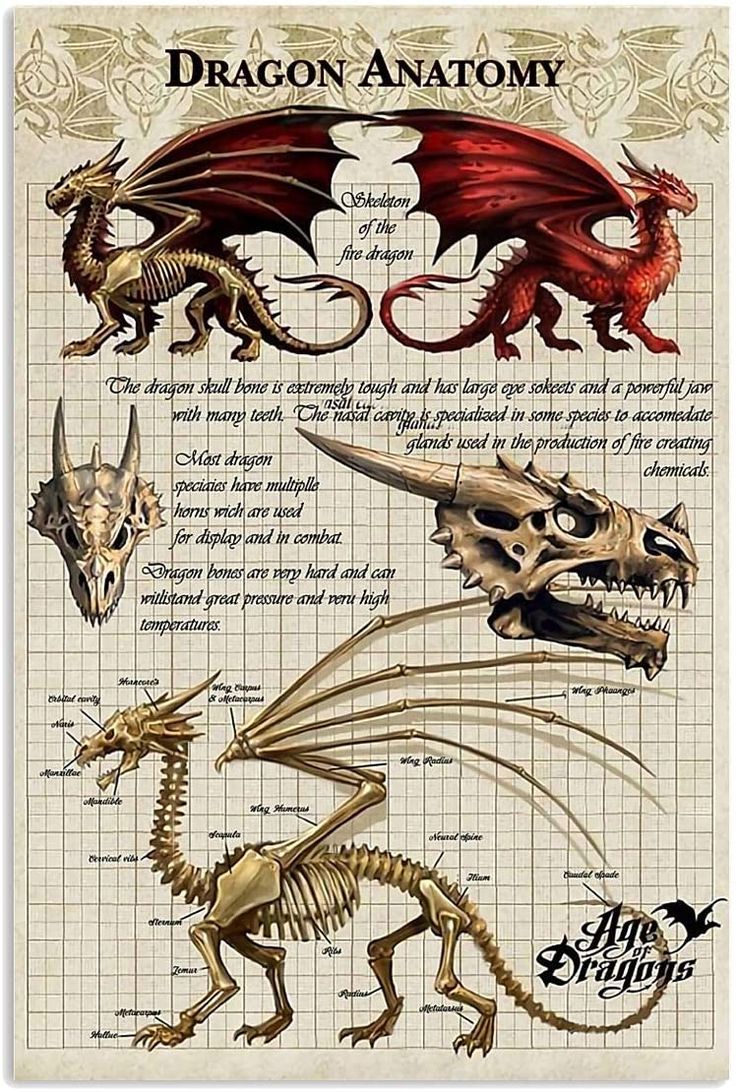 DRAGON ANATOMY
Skeleton
of the
fire dragon
The dragon skull bone is extremely tough and has large eye sokeets and a powerful jaw
with many teeth. The nasal cavity is specialized in some species to accomedate
glands used in the production of fire creating
chemicals.
Most dragon
speciaies have multiplle
horns wich are used
for display and in combat.
Dragon bones are very hard and can
witlistand great pressure and veru high
temperatures.
Horncore's
Orbital cavity
Wing Carpus
& Metacarpus
Wing Phaanges
Naris
Manxillae
Mandible
Wing Radius
Wing Humerus
Scapula
Neural Spine
Cervical ribs
Ilium
Caudal Spade
Sternum
Ribs
Femur
Radius
Metacarpus
Metatarsus
Hallue
Age
of
Dragons